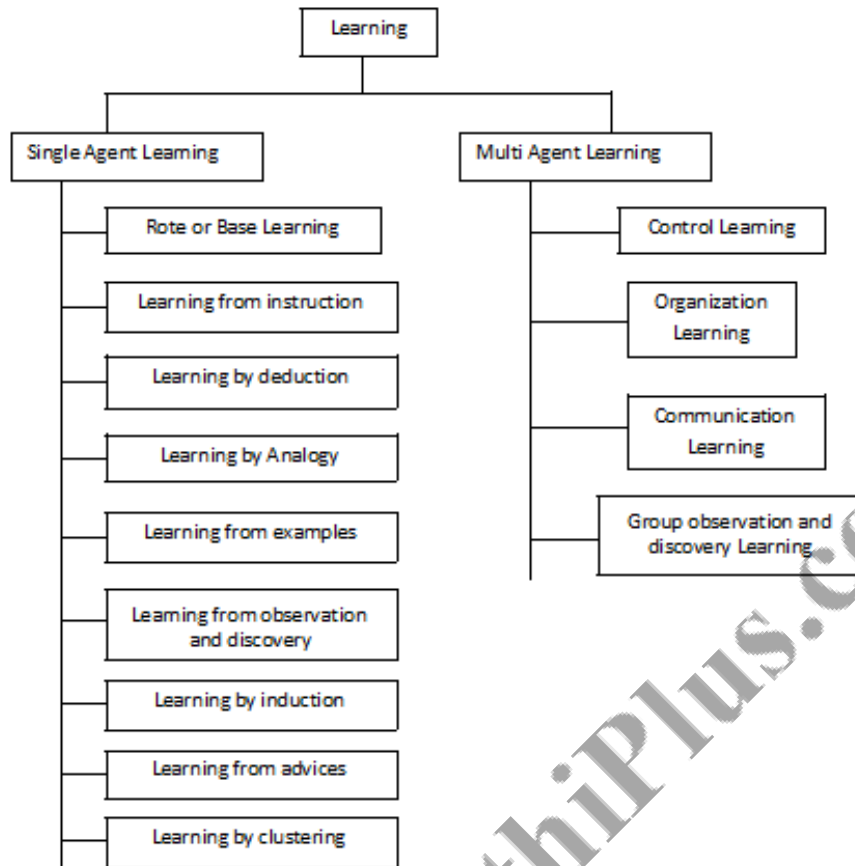 Learning
Single Agent Learning
Multi Agent Learning
Rote or Base Learning
Control Learning
Learning from instruction
Organization
Learning
Learning by deduction
Communication
Learning
Learning by Analogy
Group observation and
discovery Learning
Learning from examples
Learning from observation
and discovery
Learning by induction
Learning from advices
Learning by clustering
thiPlus.co